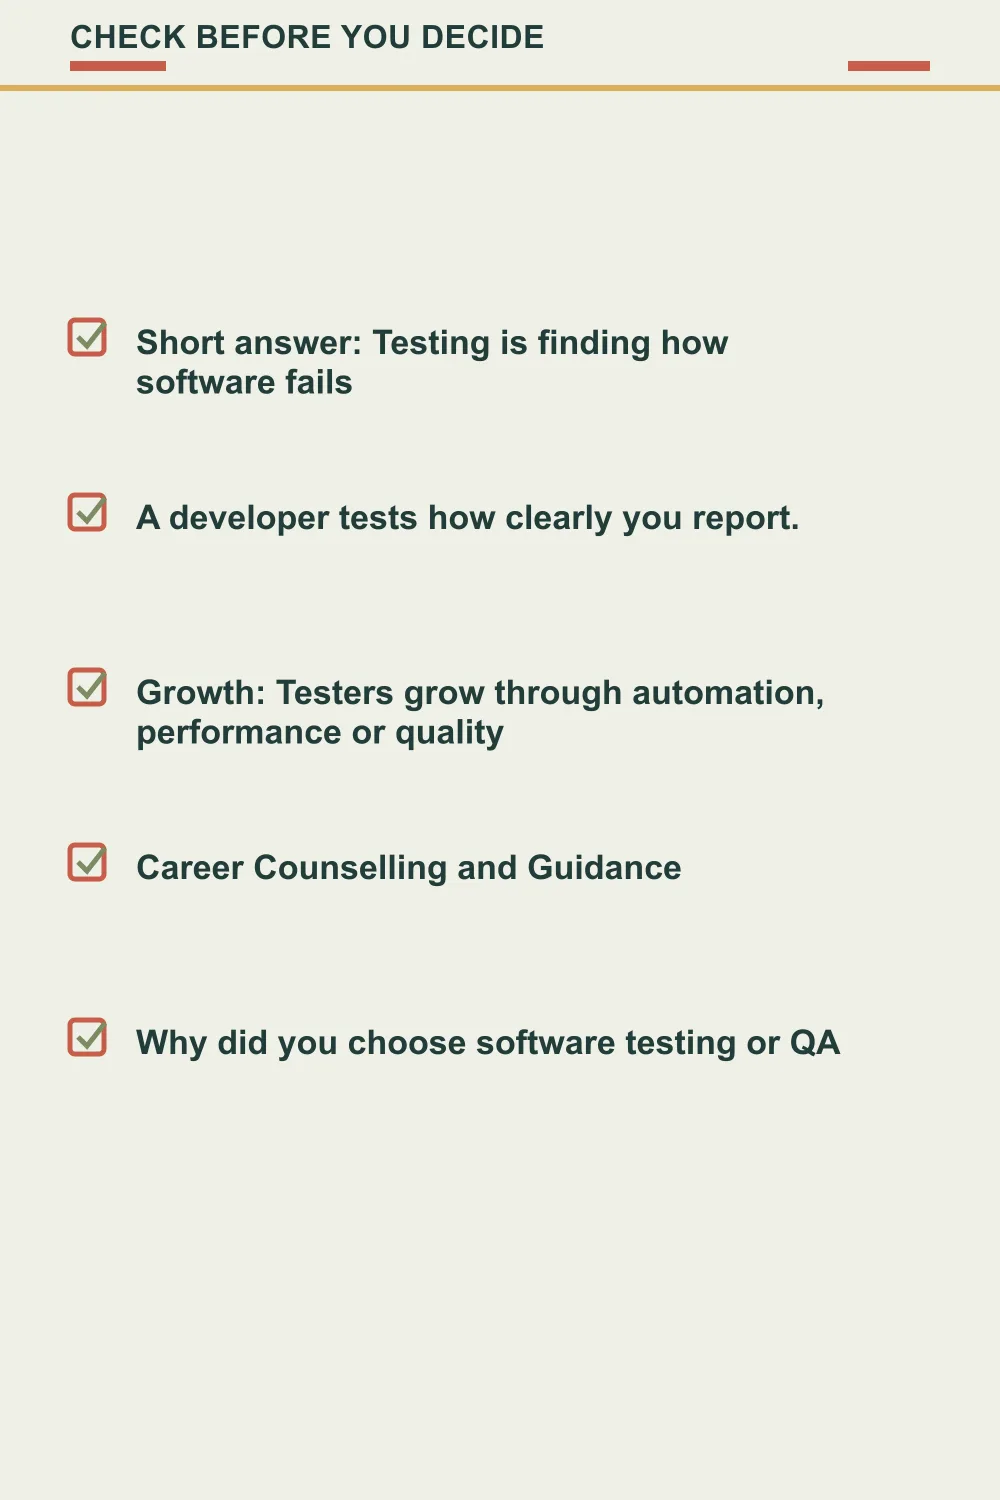 CHECK BEFORE YOU DECIDE
Short answer: Testing is finding how
software fails
A developer tests how clearly you report.
Growth: Testers grow through automation,
performance or quality
Career Counselling and Guidance
Why did you choose software testing or QA